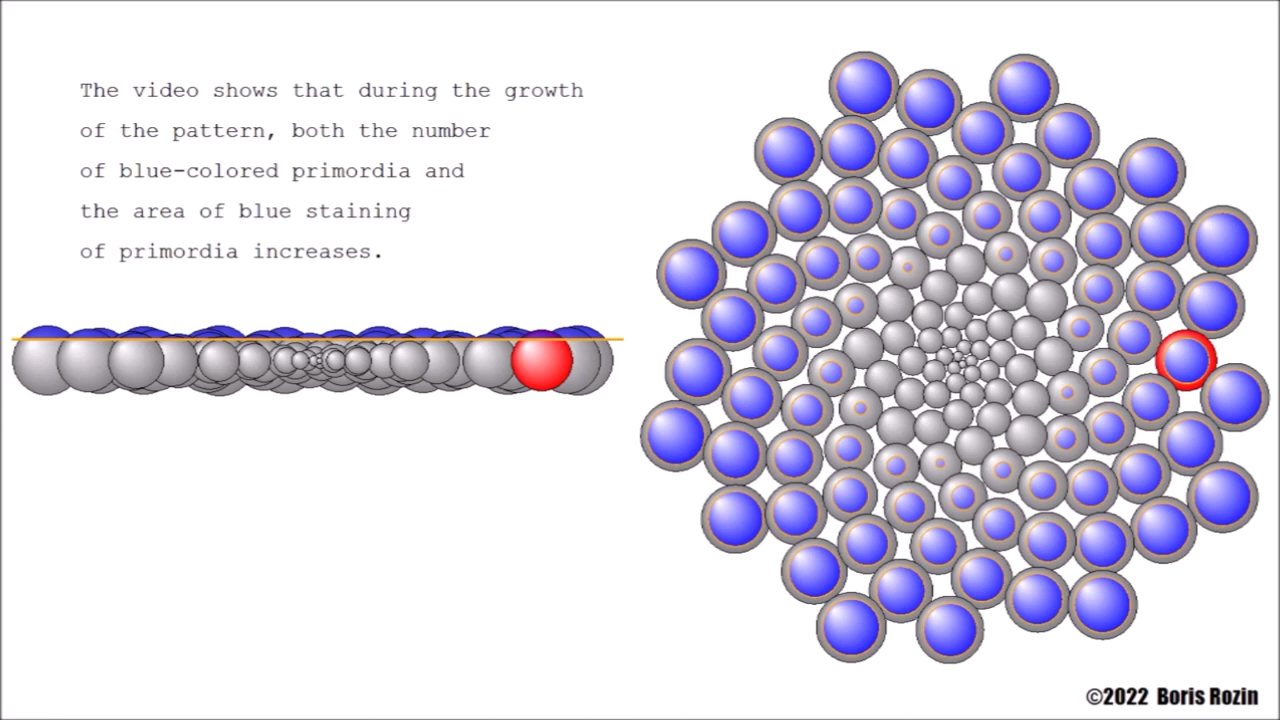 The video shows that during the growth
of the pattern, both the number
of blue-colored primordia and
the area of blue staining
of primordia increases.
©2022 Boris Rozin